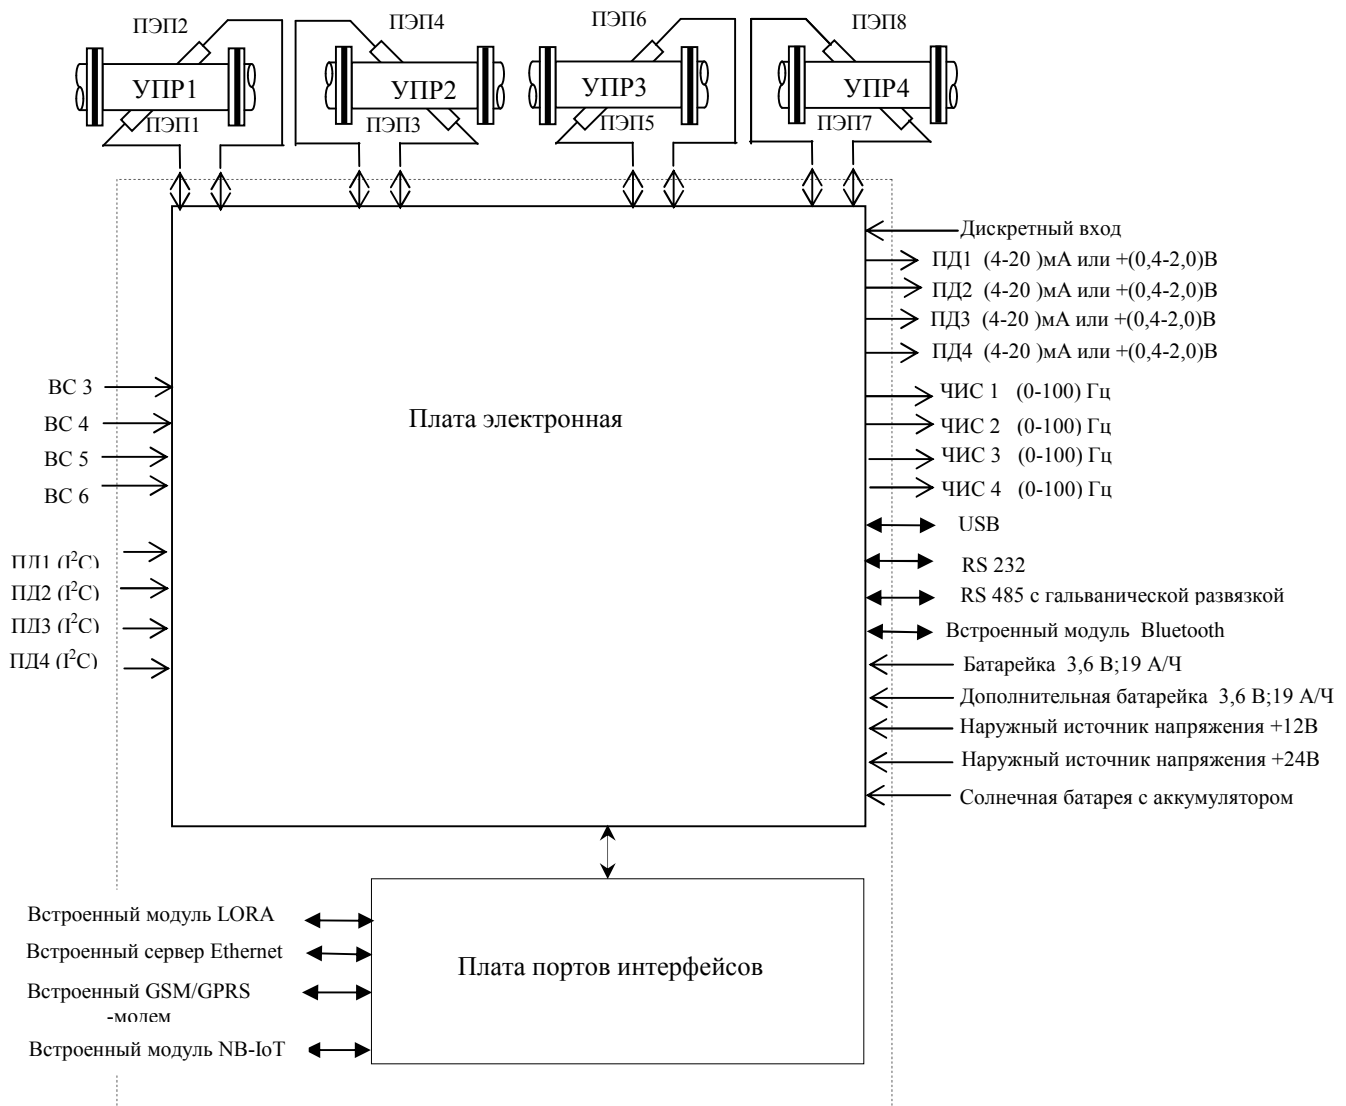 ПЭП2
ПЭП4
ПЭП6
ПЭП8
УПР1
УПР2
УПР3
УПР4
ПЭП1
ПЭП3
ПЭП5
ПЭП7
Дискретный вход
ПД1 (4-20 )мА или +(0,4-2,0)В
ПД2 (4-20 )мА или +(0,4-2,0)В
ПД3 (4-20 )мА или +(0,4-2,0)В
ПД4 (4-20 )мА или +(0,4-2,0)В
ВС 3
ВС 4
ВС 5
ВС 6
Плата электронная
ЧИС 1 (0-100) Гц
ЧИС 2 (0-100) Гц
ЧИС 3 (0-100) Гц
ЧИС 4 (0-100) Гц
ПД1 (I²C)
ПД2 (I²C)
ПД3 (I²C)
ПД4 (I²C)
USB
RS 232
RS 485 с гальванической развязкой
Встроенный модуль Bluetooth
Батарейка 3,6 В;19 А/Ч
Дополнительная батарейка 3,6 В;19 А/Ч
Наружный источник напряжения +12В
Наружный источник напряжения +24В
Солнечная батарея с аккумулятором
Встроенный модуль LORA
Встроенный сервер Ethernet
Встроенный GSM/GPRS
-модем
Встроенный модуль NB-IoT
Плата портов интерфейсов